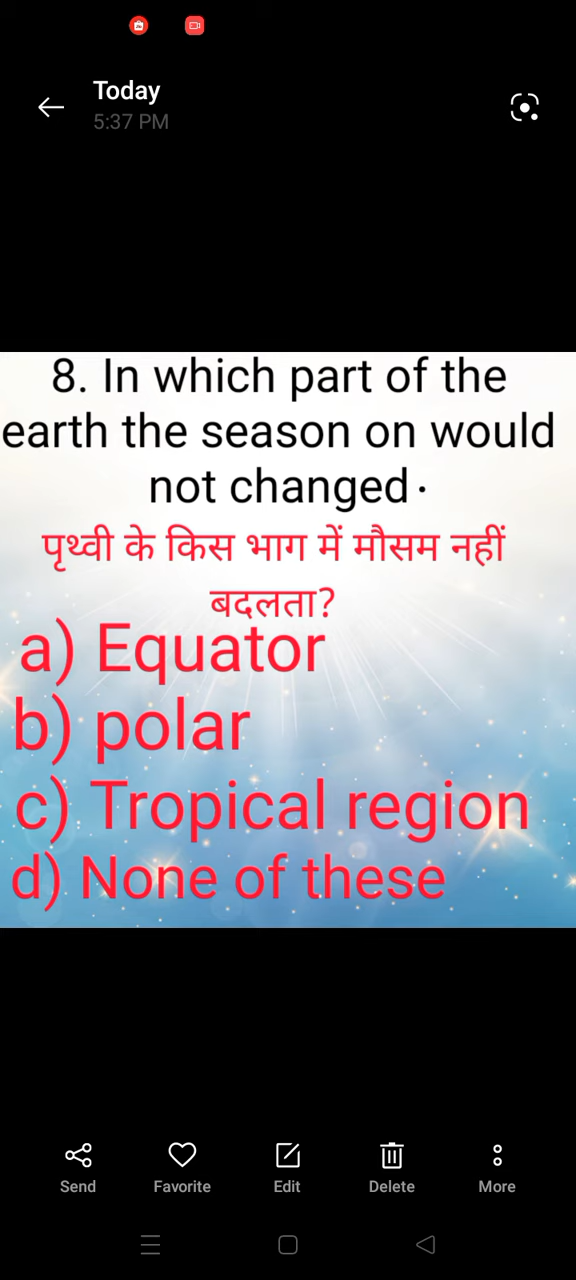 Today
5:37 PM
8. In which part of the
earth the season on would
not changed.
पृथ्वी के किस भाग में मौसम नहीं
बदलता?
a) Equator
b) polar
c) Tropical region
d) None of these
Send Favorite Edit Delete More